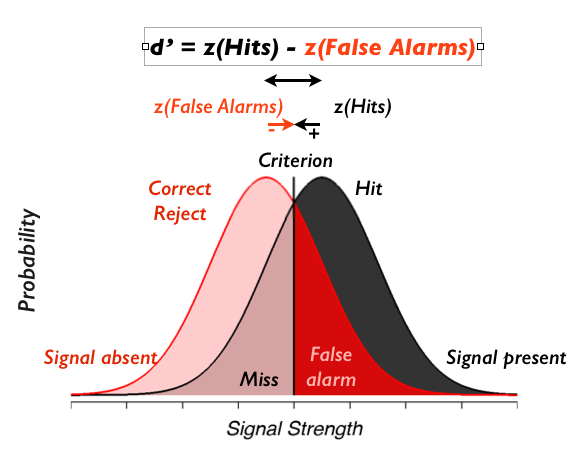 d’ = z(Hits) - z(False Alarms)
z(False Alarms) z(Hits)
- +
Criterion
Correct
Reject
Hit
Probability
Signal absent
Signal present
Miss
False
alarm
Signal Strength